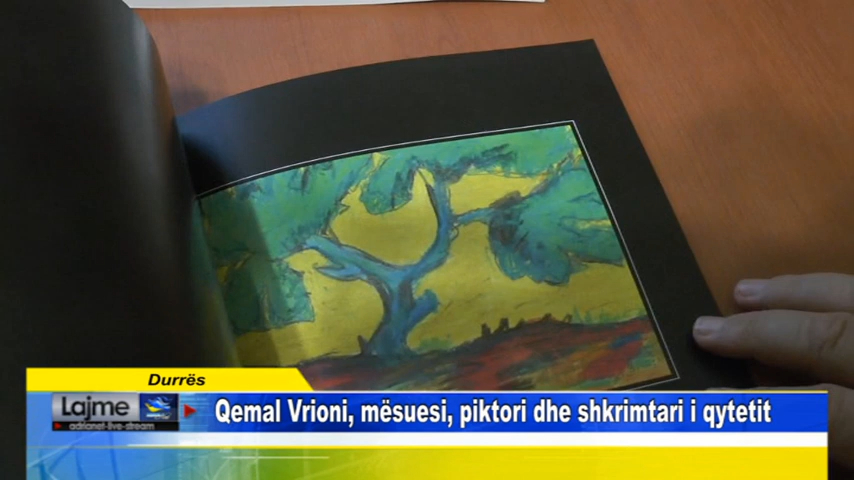 Durrës
Lajme
Qemal Vrioni, mësuesi, piktori dhe shkrimtari i qytetit
adrianet-live-stream